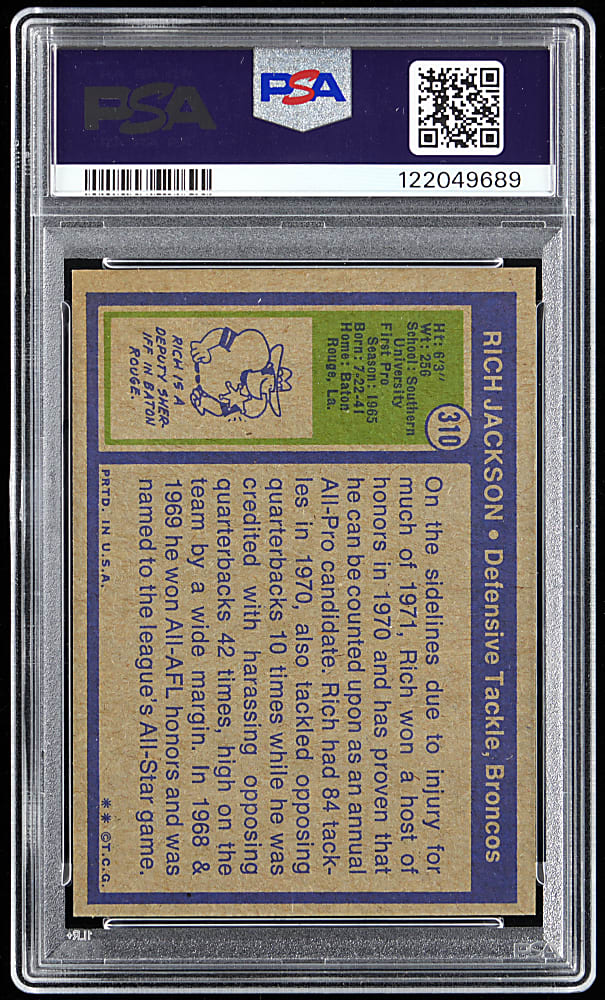 PSA
PSA
122049689
RICH JACKSON • Defensive Tackle, Broncos
310
Ht: 6'3"
Wt: 256
School: Southern
University
First Pro
Season: 1965
Born: 7-22-41
Home: Baton
Rouge, La.
RICH IS A
DEPUTY SHER-
IFF IN BATON
ROUGE.
On the sidelines due to injury for
much of 1971, Rich won a host of
honors in 1970 and has proven that
he can be counted upon as an annual
All-Pro candidate. Rich had 84 tack-
les in 1970, also tackled opposing
quarterbacks 10 times while he was
credited with harassing opposing
quarterbacks 42 times, high on the
team by a wide margin. In 1968 &
1969 he won All-AFL honors and was
named to the league's All-Star game.
PRTD. IN U.S.A.
** ©T.C.G.
PSA